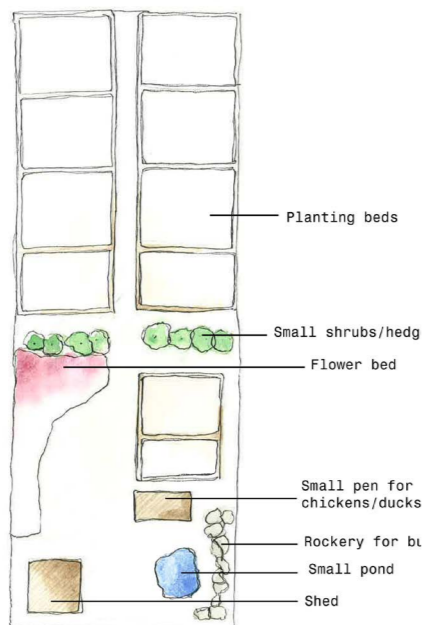 Planting beds
Small shrubs/hedg
Flower bed
Small pen for
chickens/ducks
Rockery for bu
Small pond
Shed